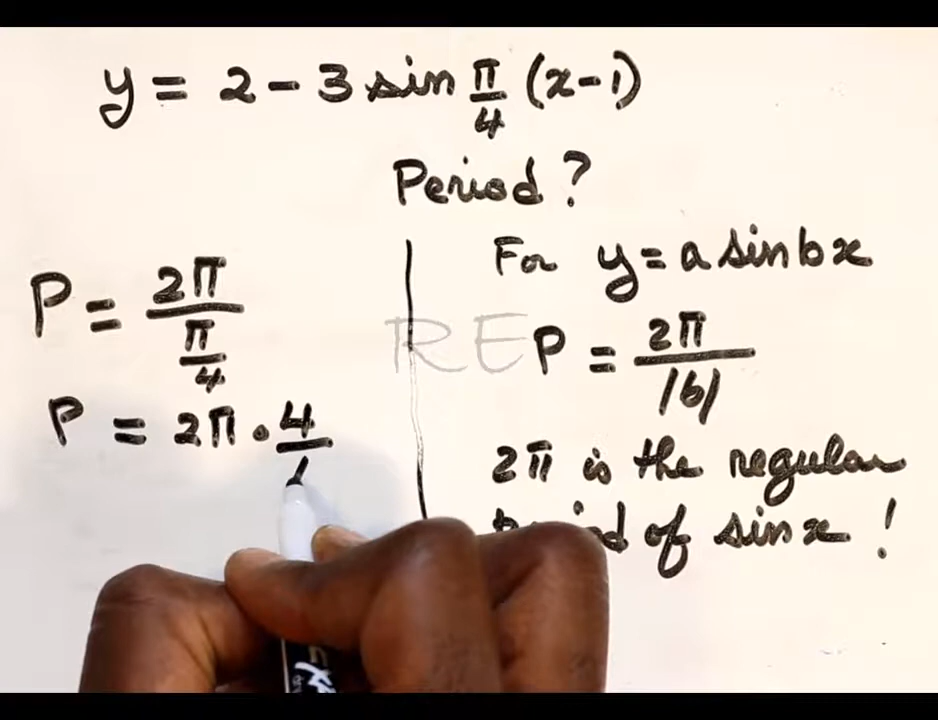 y = 2 - 3 sin π/4 (x-1)
Period?
P = 2π / π/4
P = 2π · 4/
For y = a sin bx
P = 2π / |b|
2π is the regular
of sin x !
RE